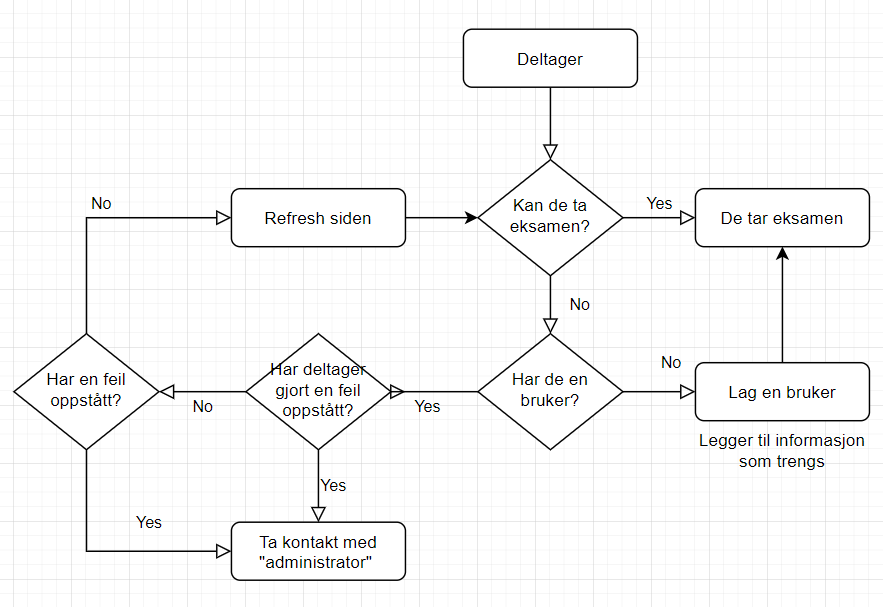 Deltager
No
Refresh siden
Kan de ta
eksamen?
Yes
De tar eksamen
No
Har en feil
oppstått?
No
Har deltager
gjort en feil
oppstått?
Yes
Har de en
bruker?
No
Lag en bruker
Legger til informasjon
som trengs
Yes
Yes
Ta kontakt med
"administrator"